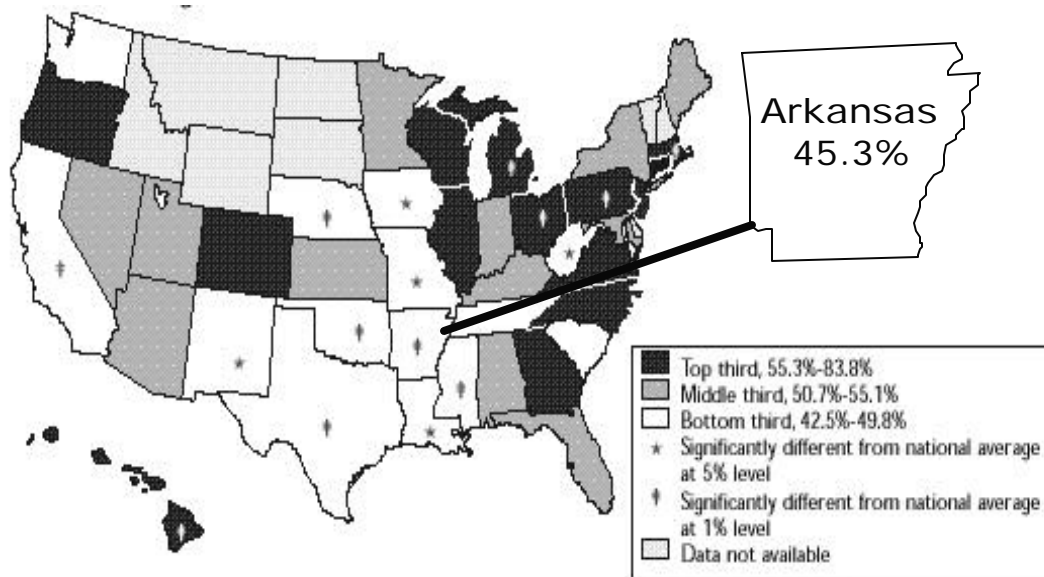 Arkansas
45.3%
Top third, 55.3%-83.8%
Middle third, 50.7%-55.1%
Bottom third, 42.5%-49.8%
Significantly different from national average
at 5% level
Significantly different from national average
at 1% level
Data not available